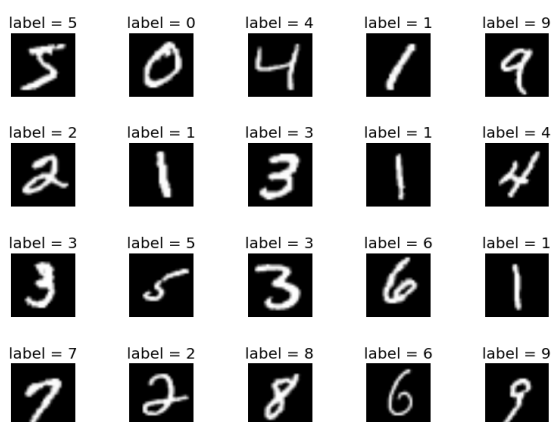 label = 5 label = 0 label = 4 label = 1 label = 9
5 0 4 1 9
label = 2 label = 1 label = 3 label = 1 label = 4
2 1 3 1 4
label = 3 label = 5 label = 3 label = 6 label = 1
3 5 3 6 1
label = 7 label = 2 label = 8 label = 6 label = 9
7 2 8 6 9